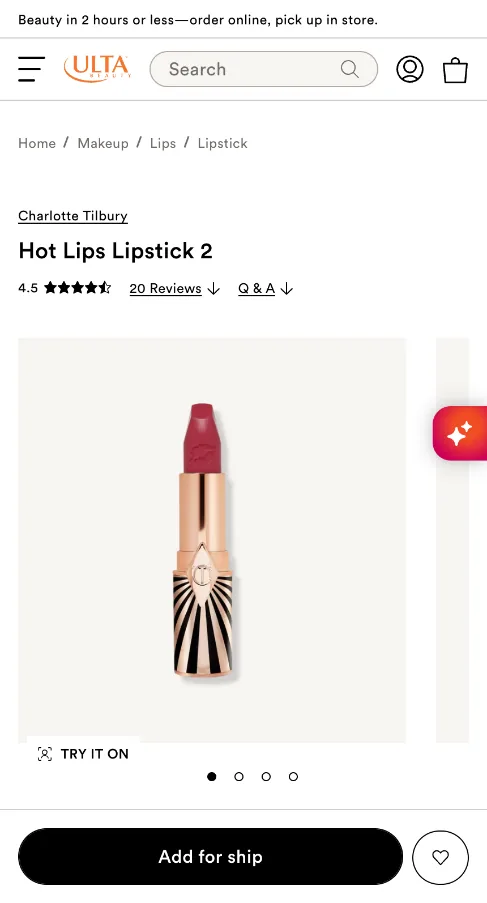 Beauty in 2 hours or less—order online, pick up in store.
ULTA
BEAUTY
Search
Home / Makeup / Lips / Lipstick
Charlotte Tilbury
Hot Lips Lipstick 2
4.5 20 Reviews Q & A
TRY IT ON
Add for ship